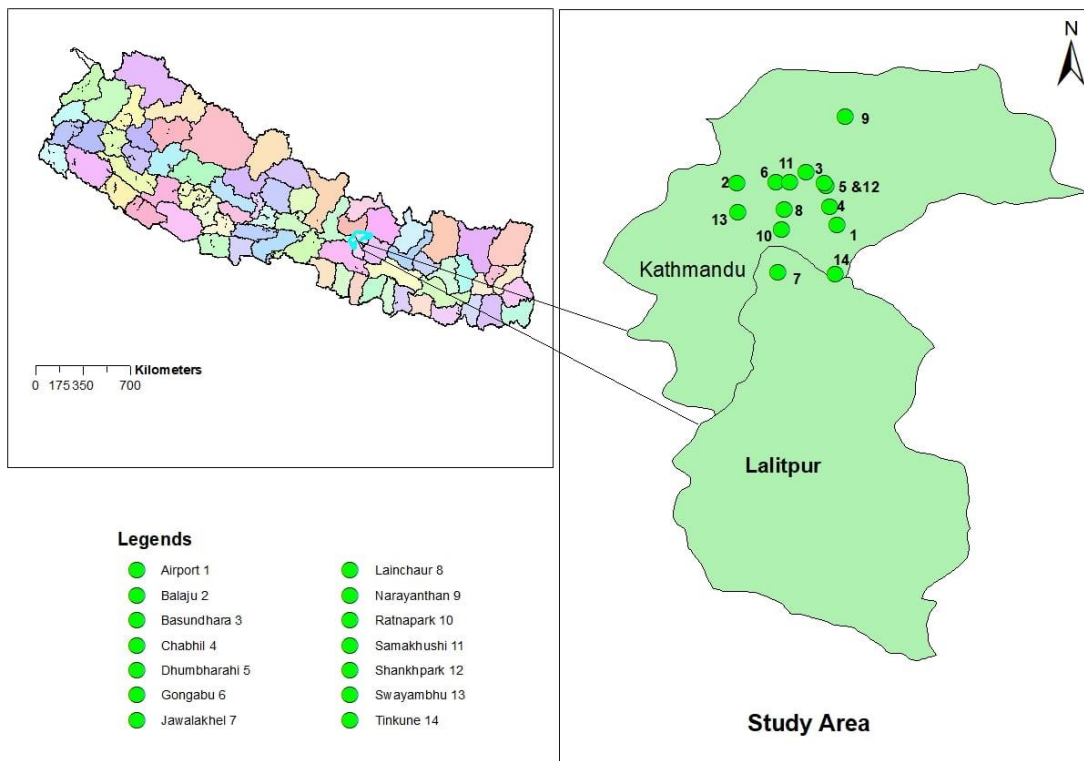 Kilometers
0 175 350 700
N
9
11 3
6
2 5 &12
8 4
13
10 1
14
Kathmandu 7
Lalitpur
Study Area
Legends
Airport 1
Balaju 2
Basundhara 3
Chabhil 4
Dhumbharahi 5
Gongabu 6
Jawalakhel 7
Lainchaur 8
Narayanthan 9
Ratnapark 10
Samakhushi 11
Shankhpark 12
Swayambhu 13
Tinkune 14